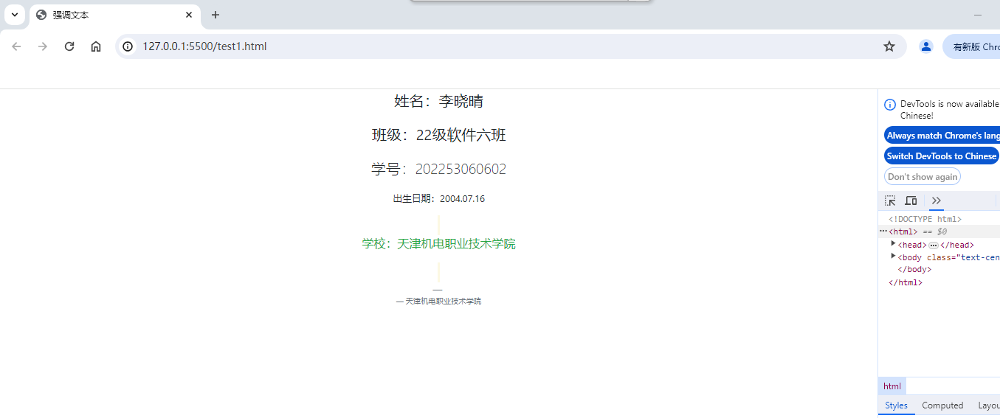 强调文本
127.0.0.1:5500/test1.html
有新版 Chro
姓名：李晓晴
班级：22级软件六班
学号：202253060602
出生日期：2004.07.16
学校：天津机电职业技术学院
—
— 天津机电职业技术学院
DevTools is now available
Chinese!
Always match Chrome's lang
Switch DevTools to Chinese
Don't show again
<!DOCTYPE html>
<html> == $0
<head> </head>
<body class="text-cen
</body>
</html>
html
Styles Computed Layou